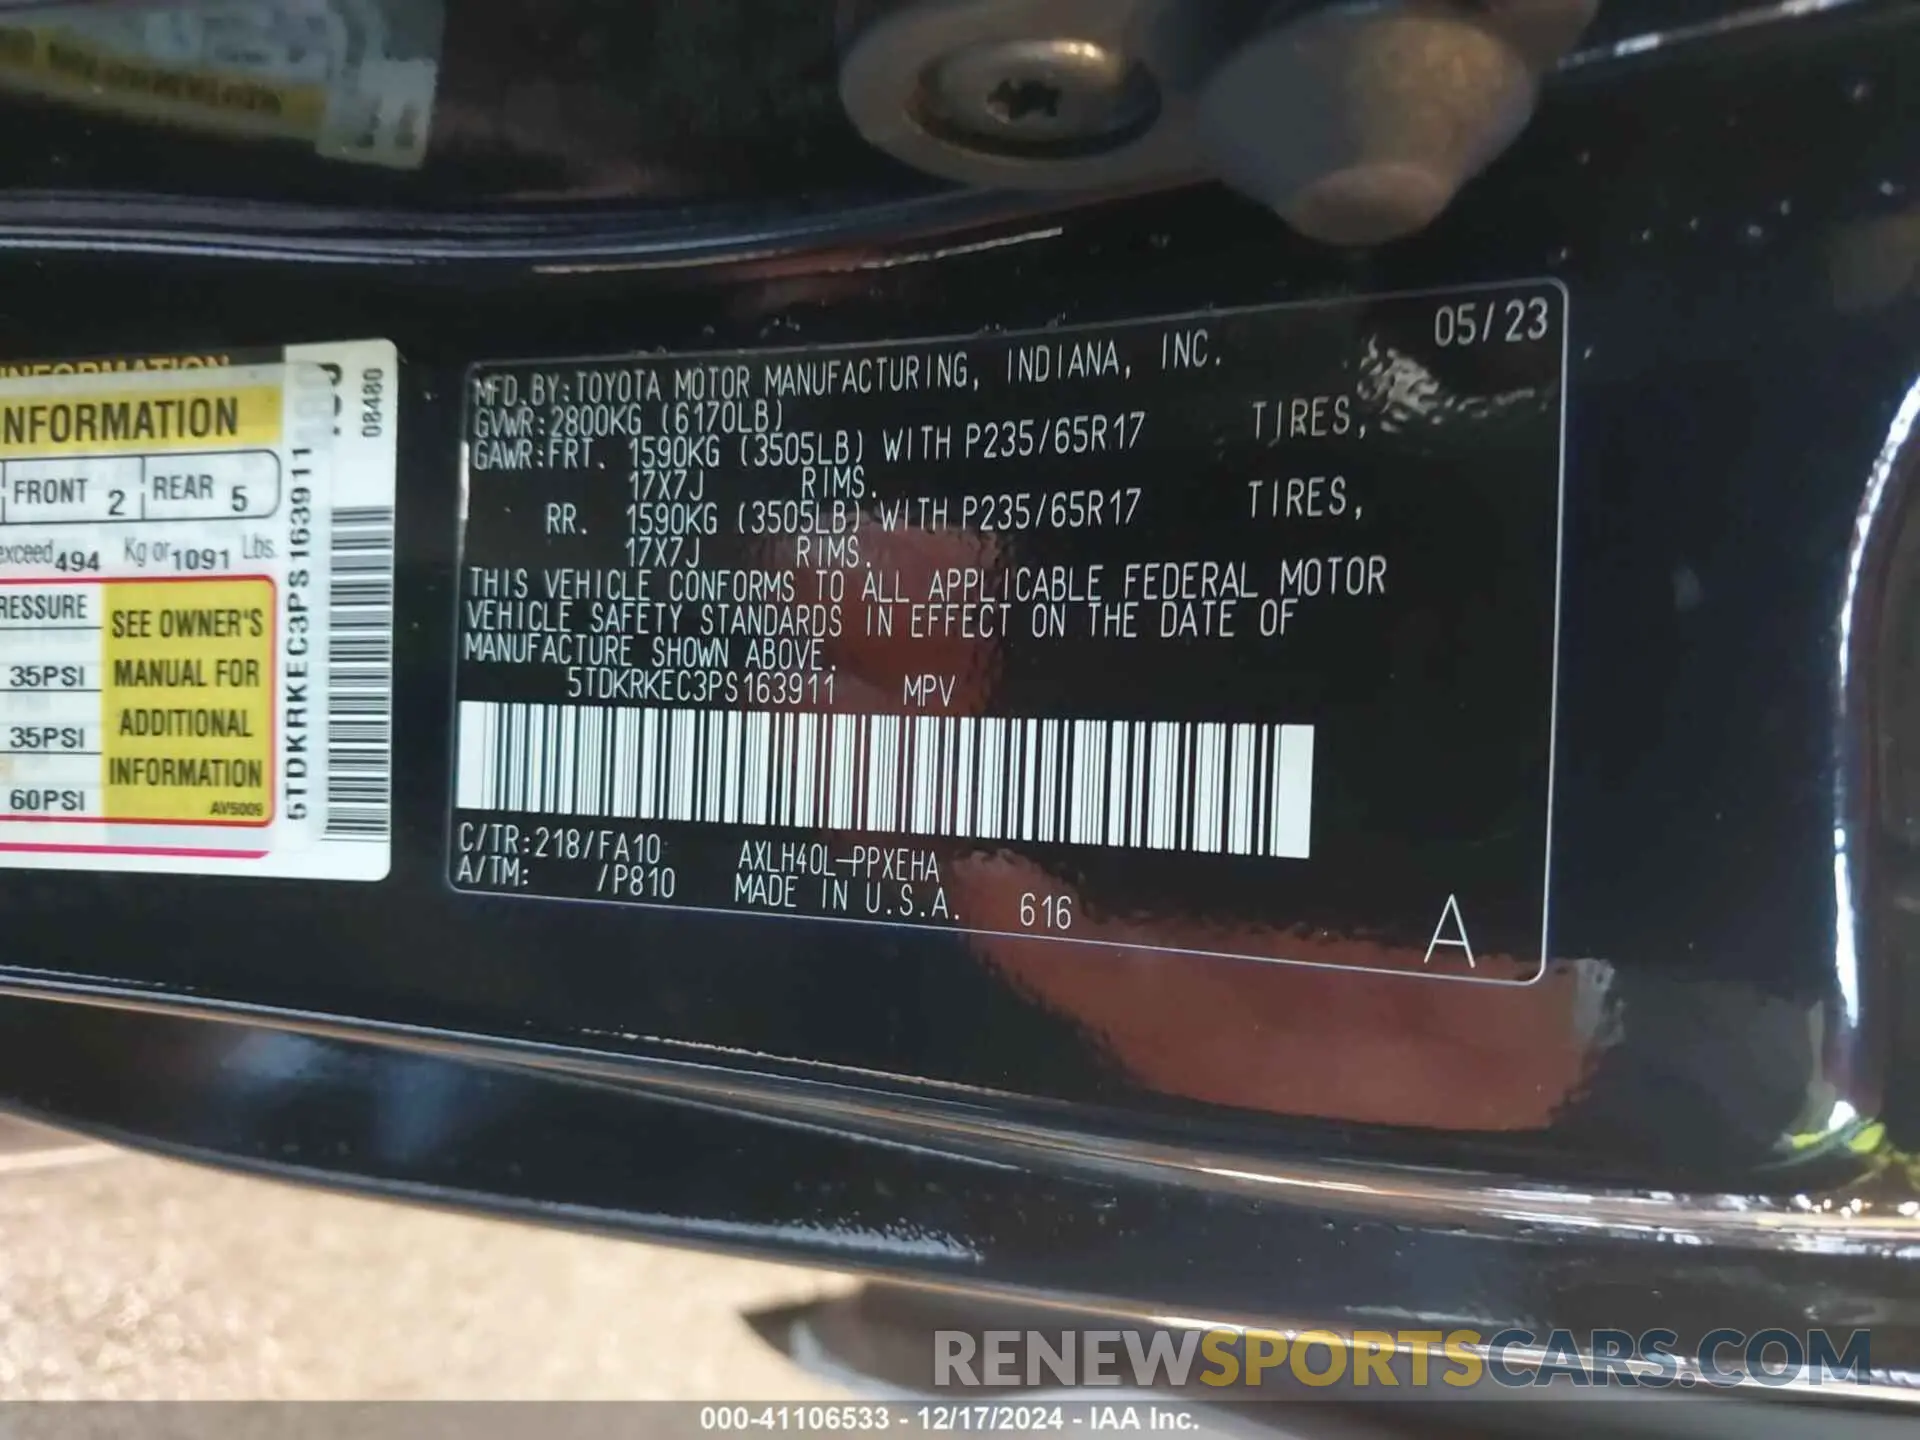 INFORMATION
INFORMATION
FRONT 2 REAR 5
exceed 494 Kg or 1091 Lbs.
PRESSURE
35PSI
35PSI
60PSI
SEE OWNER'S
MANUAL FOR
ADDITIONAL
INFORMATION
AV5009
5TDKRKEC3PS163911
08480
05/23
MFD.BY:TOYOTA MOTOR MANUFACTURING, INDIANA, INC.
GVWR:2800KG (6170LB)
GAWR:FRT. 1590KG (3505LB) WITH P235/65R17 TIRES,
17X7J RIMS.
RR. 1590KG (3505LB) WITH P235/65R17 TIRES,
17X7J RIMS.
THIS VEHICLE CONFORMS TO ALL APPLICABLE FEDERAL MOTOR
VEHICLE SAFETY STANDARDS IN EFFECT ON THE DATE OF
MANUFACTURE SHOWN ABOVE.
5TDKRKEC3PS163911 MPV
C/TR:218/FA10 AXLH40L-PPXEHA
A/TM: /P810 MADE IN U.S.A. 616
A
RENEWSPORTSCARS.COM
000-41106533 - 12/17/2024 - IAA Inc.